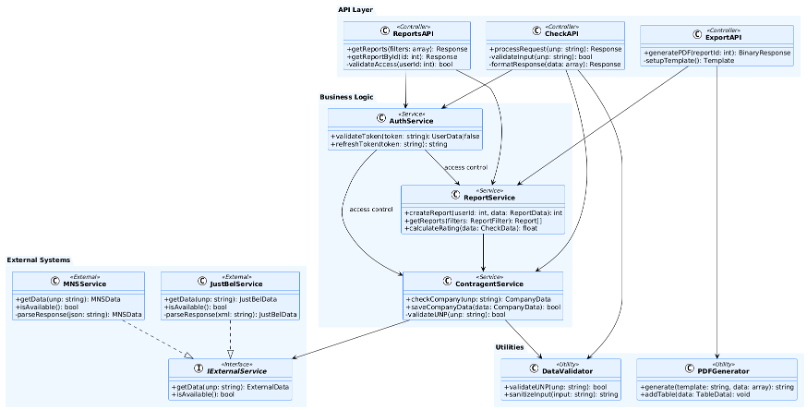 API Layer
«Controller»
C ReportsAPI
+getReports(filters: array): Response
+getReportById(id: int): Response
-validateAccess(userId: int): bool
«Controller»
C CheckAPI
+processRequest(unp: string): Response
-validateInput(unp: string): bool
-formatResponse(data: array): Response
«Controller»
C ExportAPI
+generatePDF(reportId: int): BinaryResponse
-setupTemplate(): Template
Business Logic
«Service»
C AuthService
+validateToken(token: string): UserData|false
+refreshToken(token: string): string
access control
access control
«Service»
C ReportService
+createReport(userId: int, data: ReportData): int
+getReports(filters: ReportFilter): Report[]
+calculateRating(data: CheckData): float
«Service»
C ContragentService
+checkCompany(unp: string): CompanyData
+saveCompanyData(data: CompanyData): bool
-validateUNP(unp: string): bool
External Systems
«External»
C MNSService
+getData(unp: string): MNSData
+isAvailable(): bool
-parseResponse(json: string): MNSData
«External»
C JustBelService
+getData(unp: string): JustBelData
+isAvailable(): bool
-parseResponse(xml: string): JustBelData
«Interface»
I IExternalService
+getData(unp: string): ExternalData
+isAvailable(): bool
Utilities
«Utility»
C DataValidator
+validateUNP(unp: string): bool
+sanitizeInput(input: string): string
«Utility»
C PDFGenerator
+generate(template: string, data: array): string
+addTable(data: TableData): void